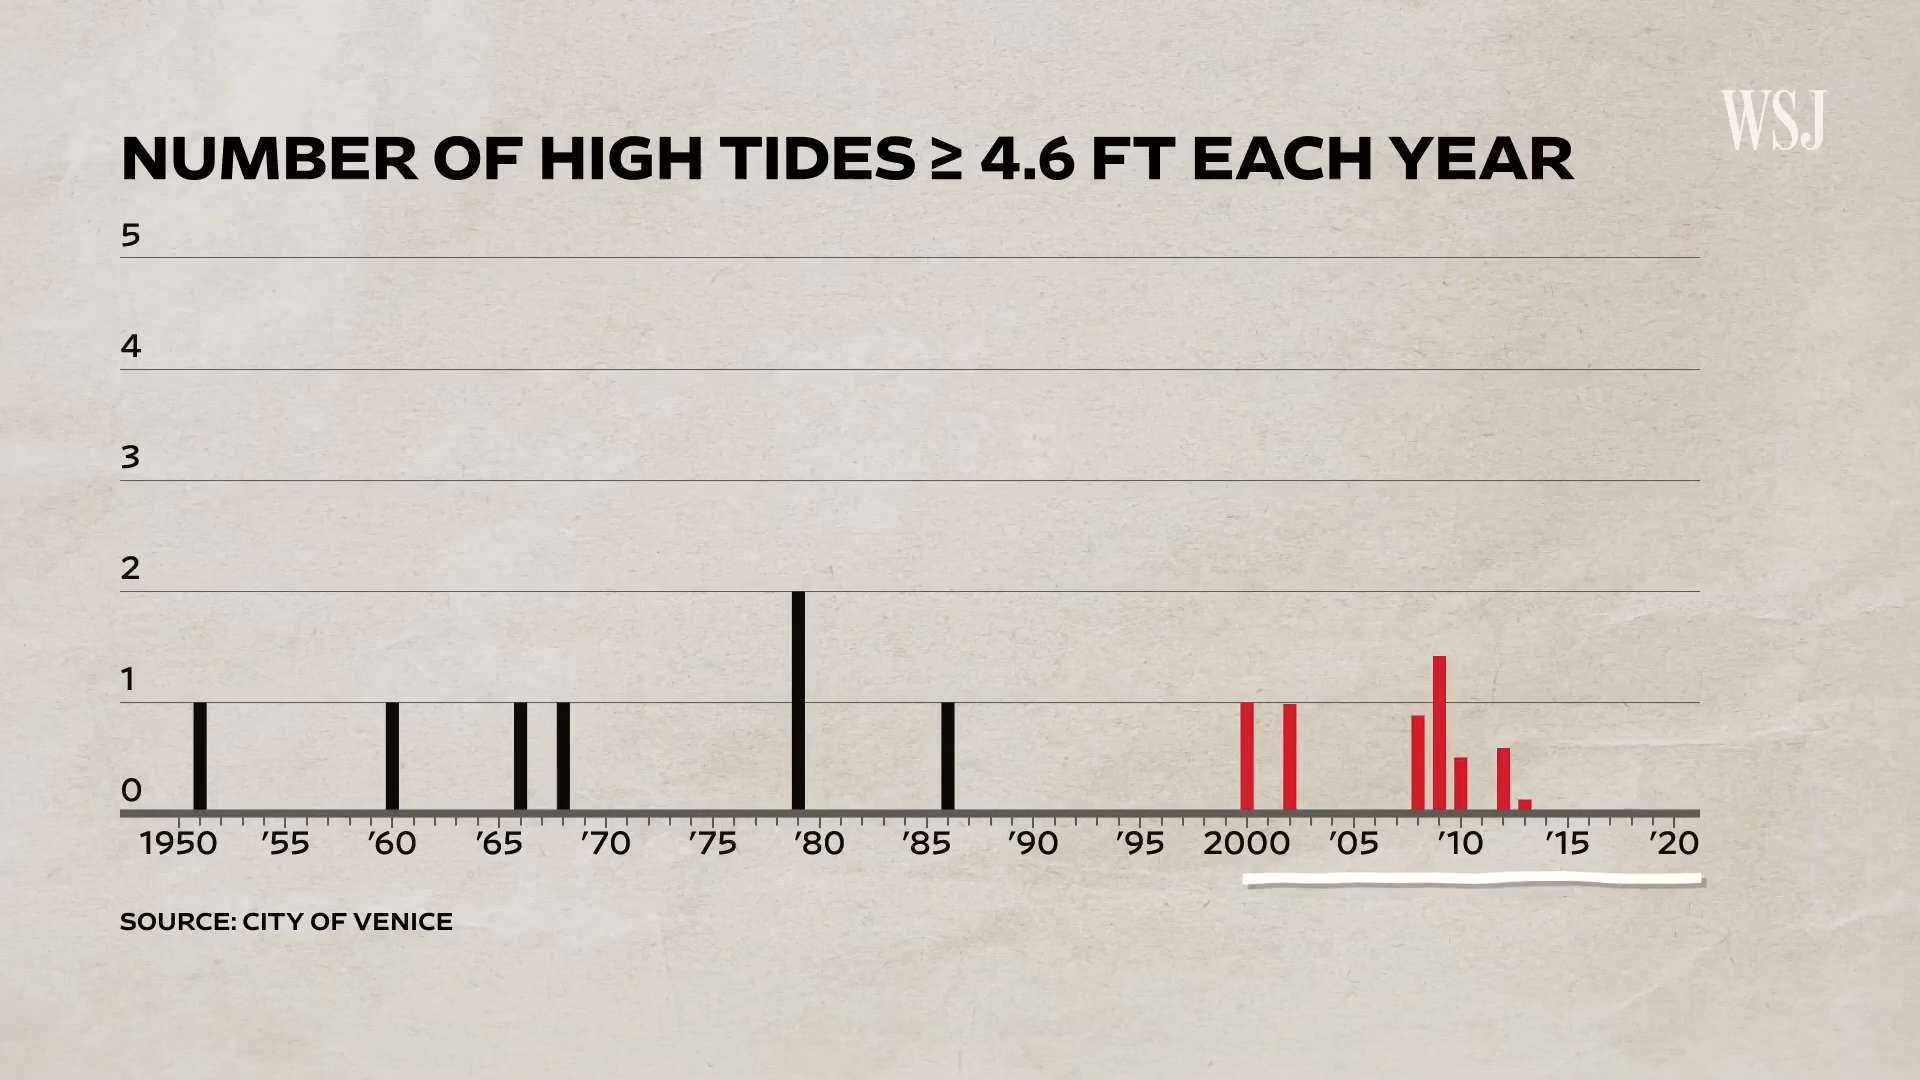 WSJ
NUMBER OF HIGH TIDES ≥ 4.6 FT EACH YEAR
5
4
3
2
1
0
1950 ’55 ’60 ’65 ’70 ’75 ’80 ’85 ’90 ’95 2000 ’05 ’10 ’15 ’20
SOURCE: CITY OF VENICE